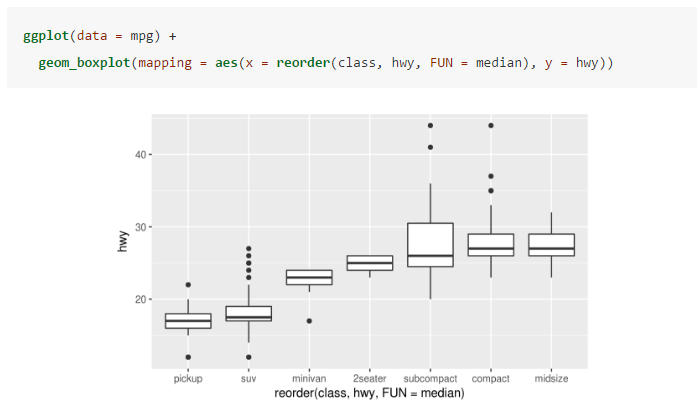 ggplot(data = mpg) +
geom_boxplot(mapping = aes(x = reorder(class, hwy, FUN = median), y = hwy))
40
30
20
hwy
pickup suv minivan 2seater subcompact compact midsize
reorder(class, hwy, FUN = median)